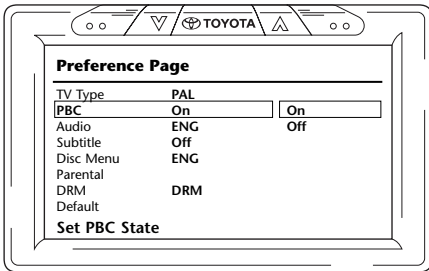 TOYOTA
Preference Page
TV Type PAL
PBC On On
Audio ENG Off
Subtitle Off
Disc Menu ENG
Parental
DRM DRM
Default
Set PBC State